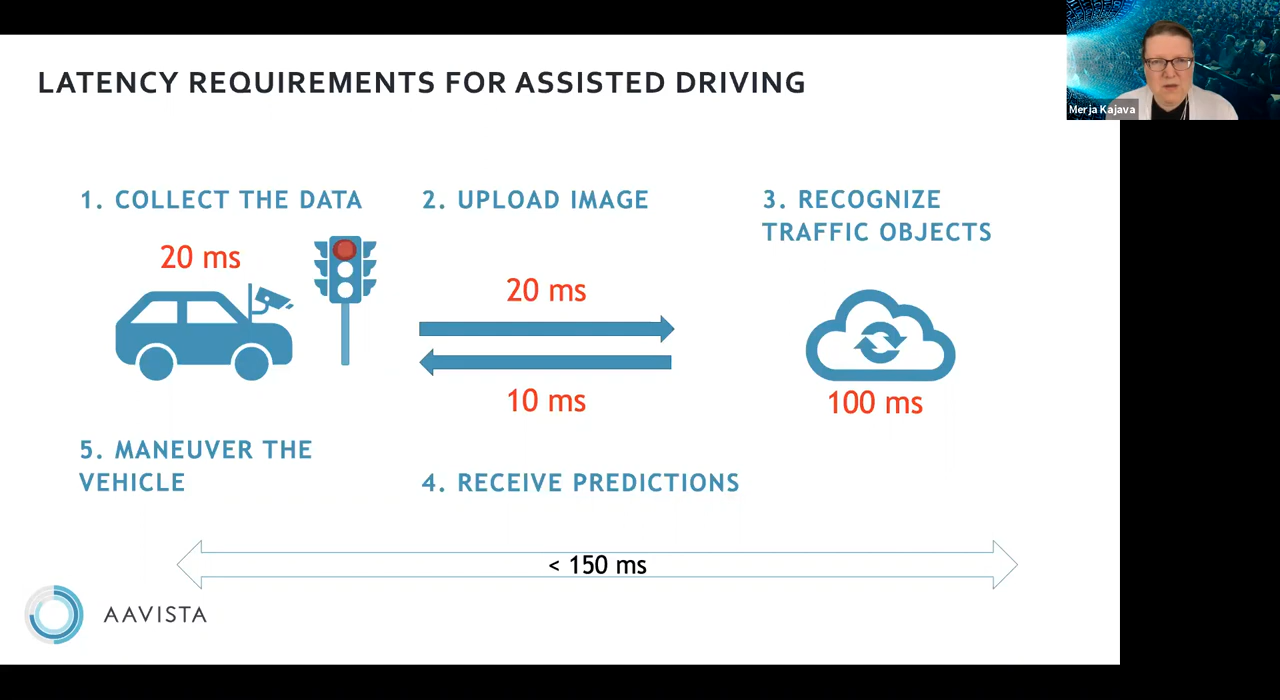 LATENCY REQUIREMENTS FOR ASSISTED DRIVING
Merja Kajava
1. COLLECT THE DATA
20 ms
2. UPLOAD IMAGE
20 ms
10 ms
3. RECOGNIZE
TRAFFIC OBJECTS
100 ms
4. RECEIVE PREDICTIONS
5. MANEUVER THE
VEHICLE
< 150 ms
AAVISTA